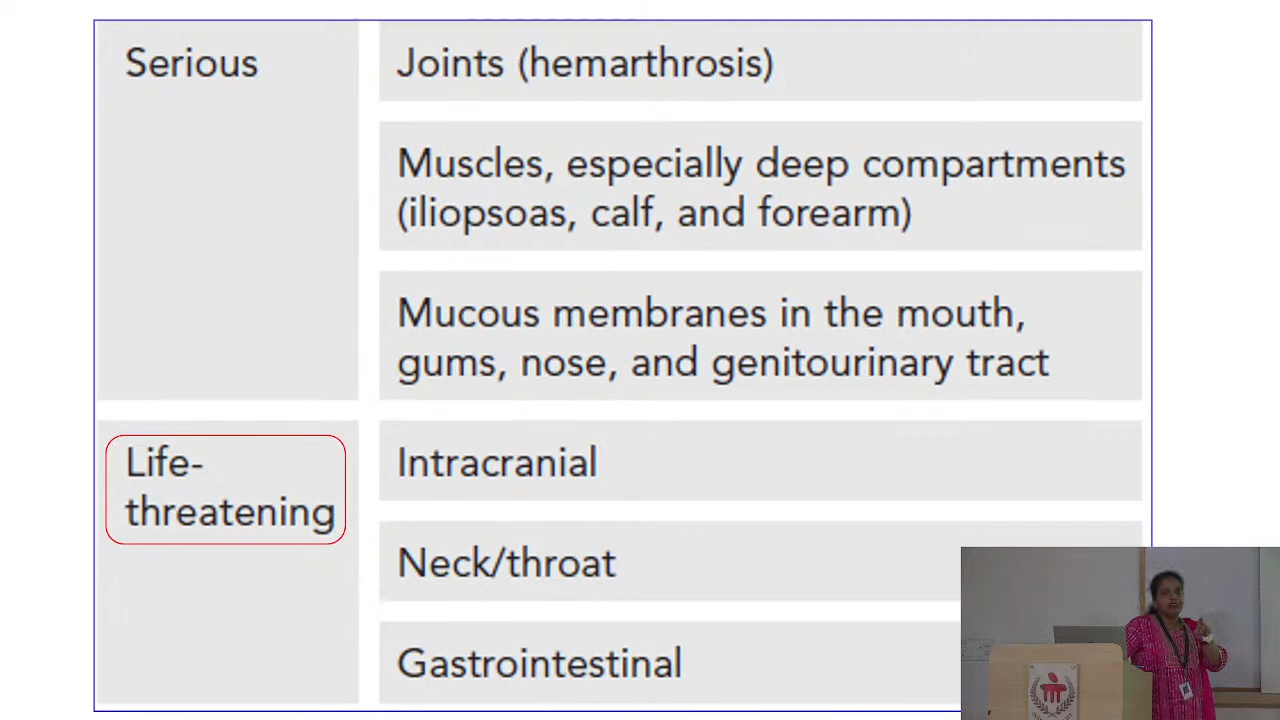 Serious
Joints (hemarthrosis)
Muscles, especially deep compartments
(iliopsoas, calf, and forearm)
Mucous membranes in the mouth,
gums, nose, and genitourinary tract
Life-
threatening
Intracranial
Neck/throat
Gastrointestinal